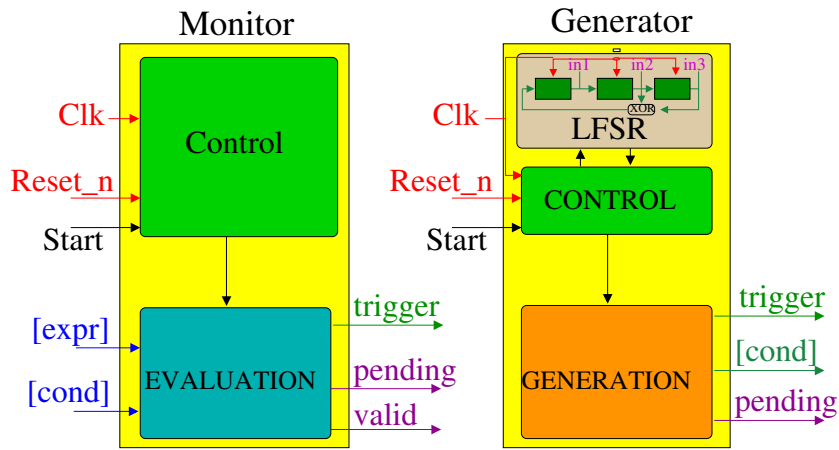 Monitor
Clk
Reset_n
Start
Control
[expr]
[cond]
EVALUATION
trigger
pending
valid
Generator
in1 in2 in3
XOR
LFSR
Clk
Reset_n
Start
CONTROL
GENERATION
trigger
[cond]
pending